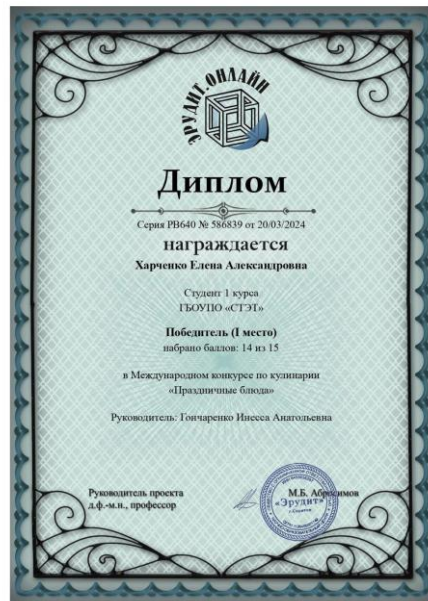 ЭРУДИТ.ОНЛАЙН
Диплом
Серия РВ640 № 586839 от 20/03/2024
награждается
Харченко Елена Александровна
Студент 1 курса
ГБОУПО «СТЭТ»
Победитель (I место)
набрано баллов: 14 из 15
в Международном конкурсе по кулинарии
«Праздничные блюда»
Руководитель: Гончаренко Инесса Анатольевна
Руководитель проекта
д.ф.-м.н., профессор
М.Б. Абросимов
«Эрудит»